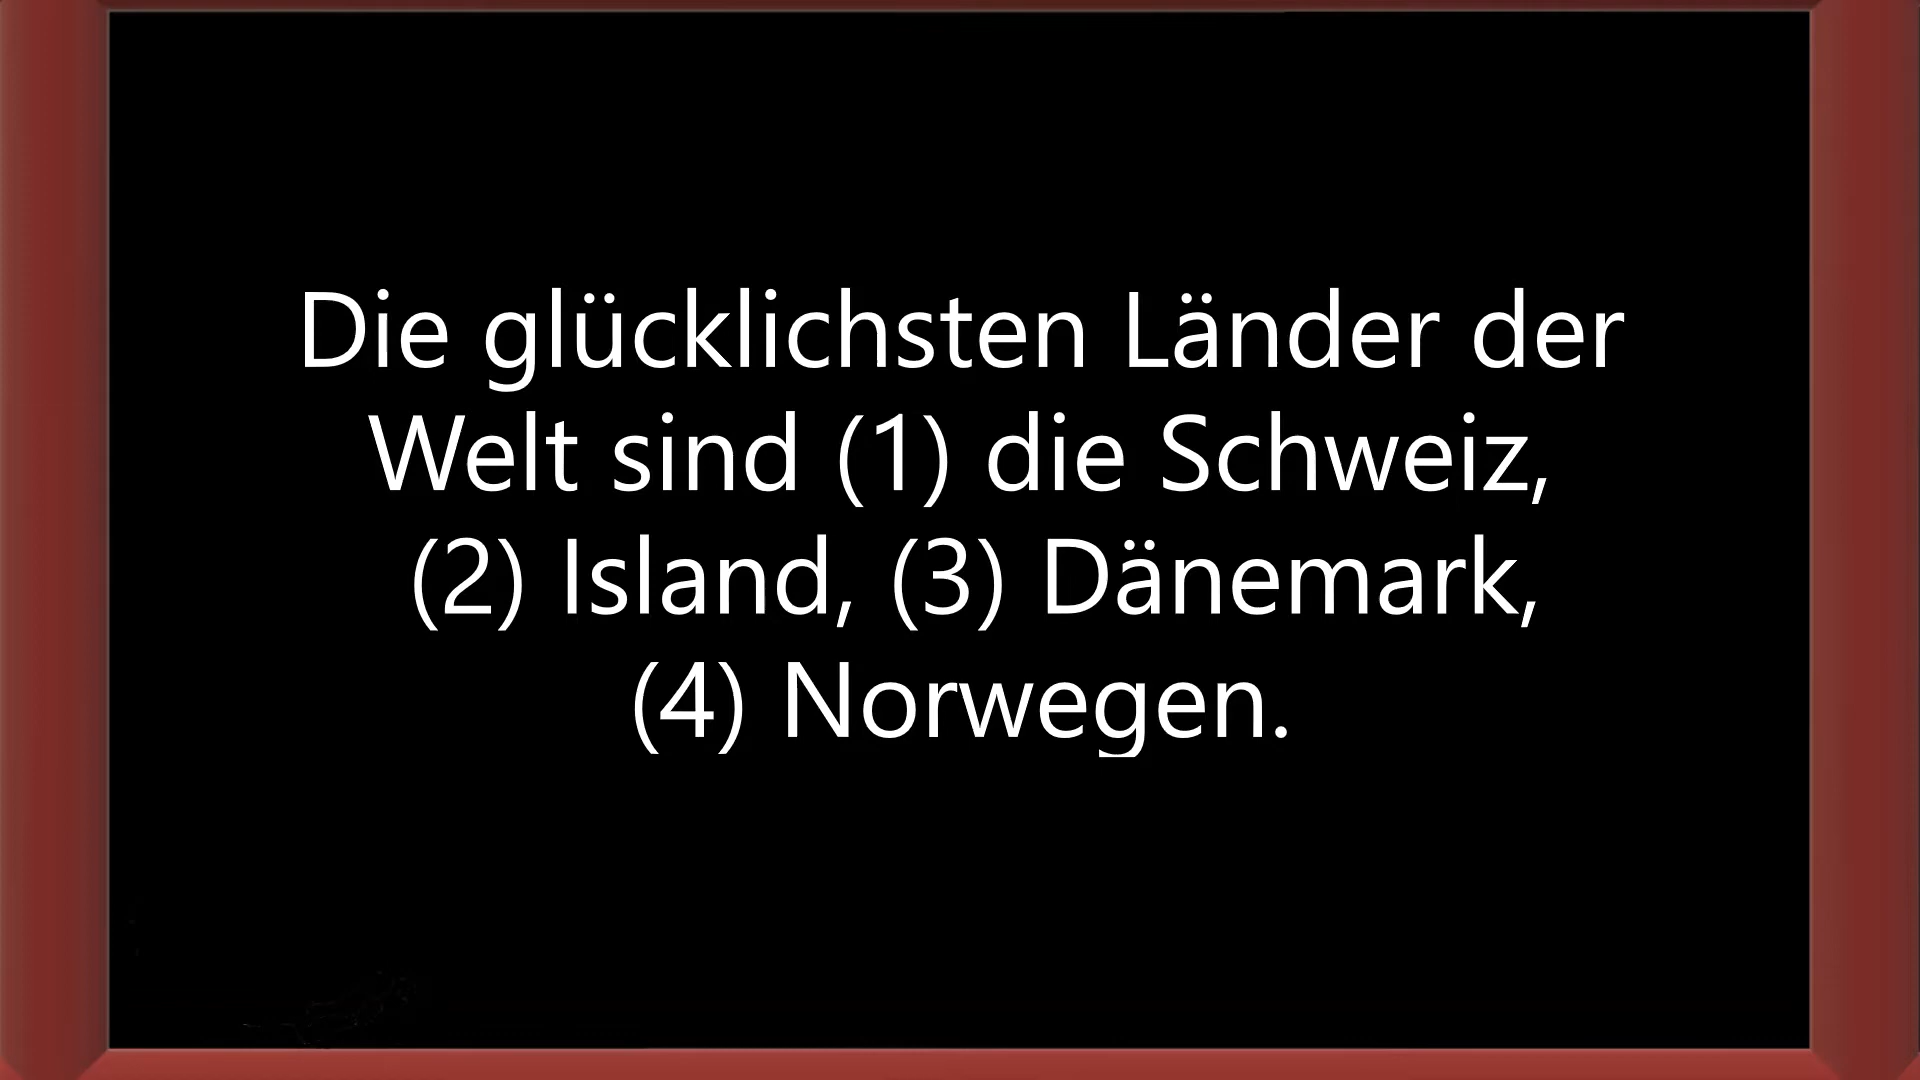 Die glücklichsten Länder der
Welt sind (1) die Schweiz,
(2) Island, (3) Dänemark,
(4) Norwegen.